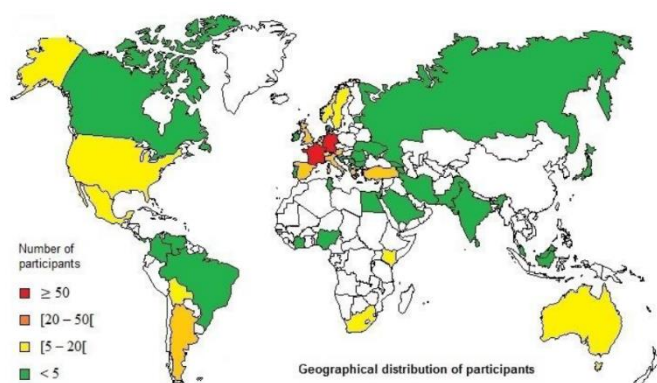 Number of
participants
≥ 50
[20 – 50[
[5 – 20[
< 5
Geographical distribution of participants